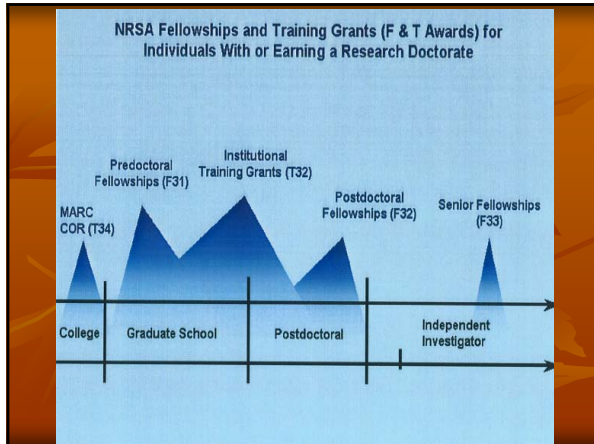 NRSA Fellowships and Training Grants (F & T Awards) for
Individuals With or Earning a Research Doctorate
Institutional
Training Grants (T32)
Predoctoral
Fellowships (F31)
Postdoctoral
Fellowships (F32)
Senior Fellowships
(F33)
MARC
COR (T34)
College
Graduate School
Postdoctoral
Independent
Investigator